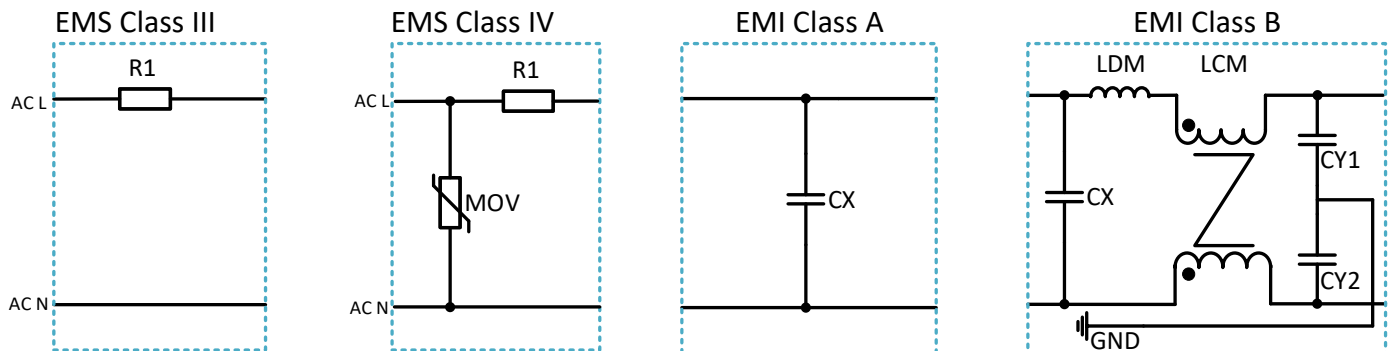 EMS Class III
EMS Class IV
EMI Class A
EMI Class B
R1
AC L
AC N
R1
AC L
MOV
AC N
CX
LDM
LCM
CX
CY1
CY2
GND